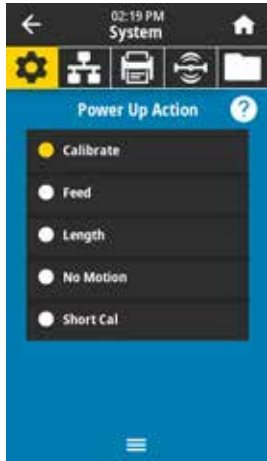 02:19 PM
System
Power Up Action
?
Calibrate
Feed
Length
No Motion
Short Cal